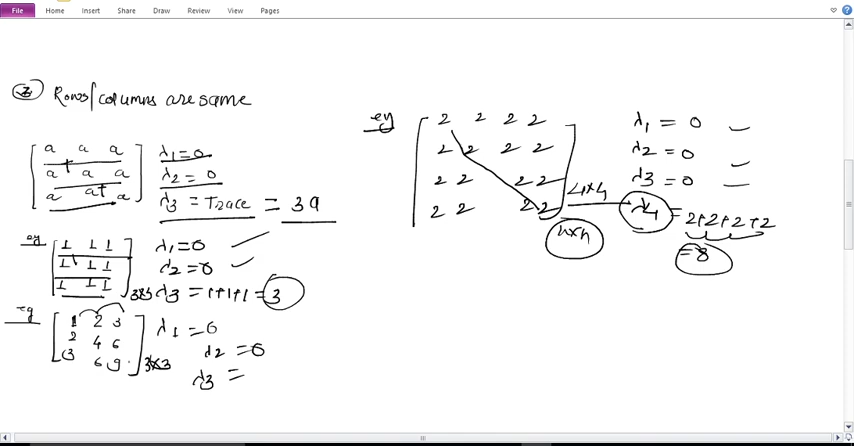 File Home Insert Share Draw Review View Pages
3 Rows/columns are same
a a a
a a a
a a a
λ1=0
λ2=0
λ3=Trace = 3a
eg
1 1 1
1 1 1
1 1 1
3x3
λ1=0
λ2=0
λ3=1+1+1=3
eg
1 2 3
2 4 6
3 6 9
3x3
λ1=0
λ2=0
λ3=
eg
2 2 2 2
2 2 2 2
2 2 2 2
2 2 2 2
4x4
nxn
λ1=0
λ2=0
λ3=0
λ4=2+2+2+2
=8